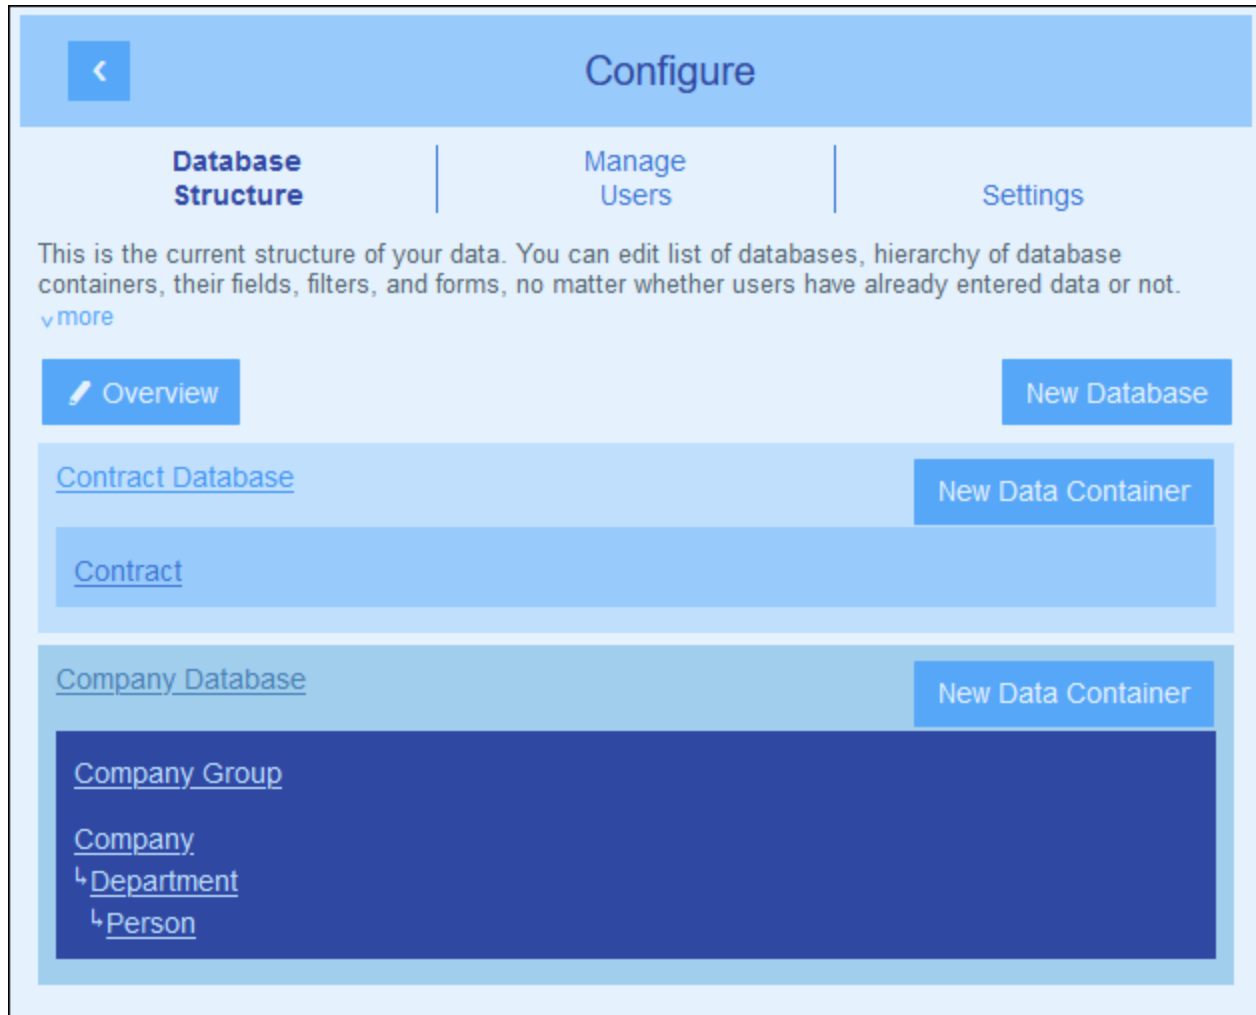 Configure
Database
Structure
Manage
Users
Settings
This is the current structure of your data. You can edit list of databases, hierarchy of database
containers, their fields, filters, and forms, no matter whether users have already entered data or not.
more
Overview
New Database
Contract Database
New Data Container
Contract
Company Database
New Data Container
Company Group
Company
Department
Person